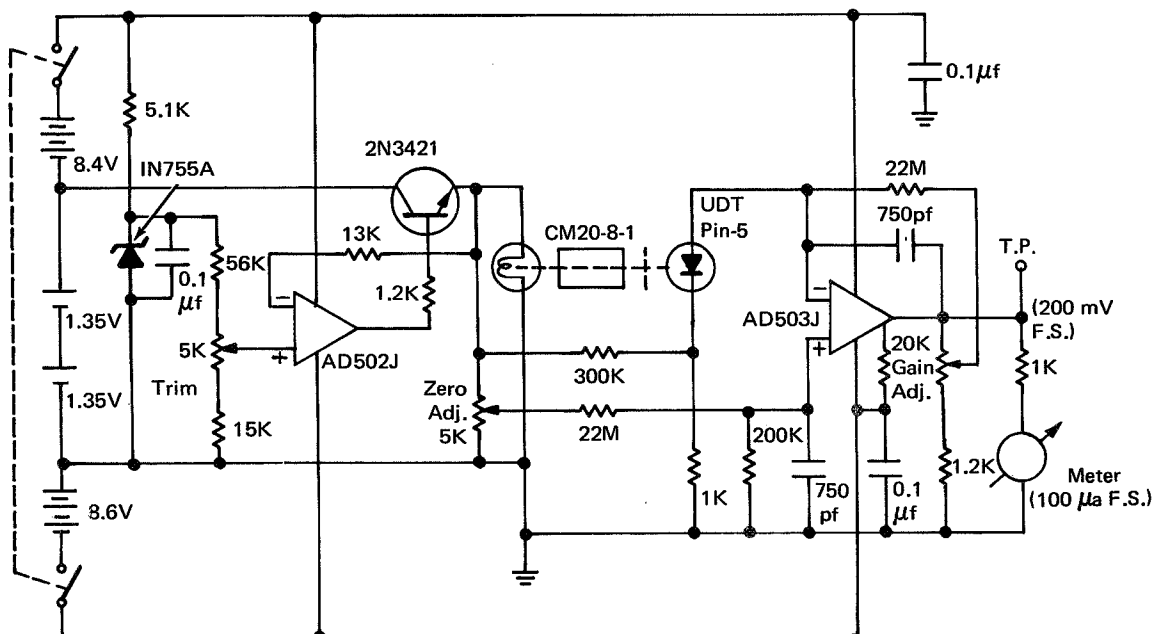 0.1μf
5.1K
2N3421
8.4V
IN755A
22M
UDT
Pin-5
CM20-8-1
750pf
13K
T.P.
56K
0.1
μf
1.2K
−
−
(200 mV
F.S.)
1.35V
AD503J
5K
+
AD502J
+
20K
Gain
Adj.
1K
300K
1.35V
Trim
Zero
Adj.
5K
22M
200K
15K
1.2K
Meter
(100 μa F.S.)
8.6V
1K
750
pf
0.1
μf